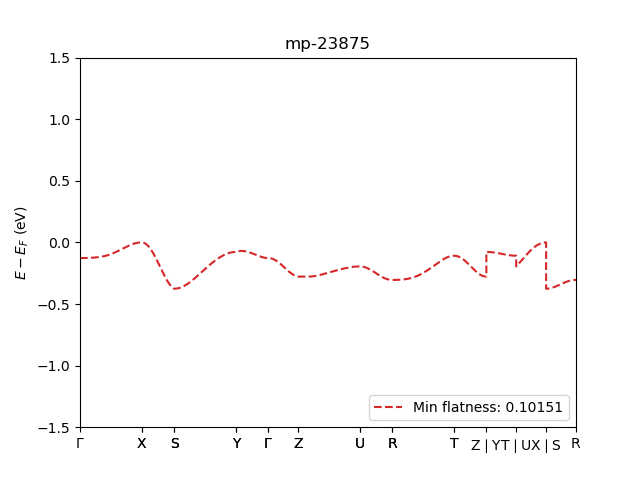 mp-23875
1.5
1.0
0.5
0.0
−0.5
−1.0
−1.5
E − E_F (eV)
Min flatness: 0.10151
Γ X S Y Γ Z U R T Z | YT | UX | S R